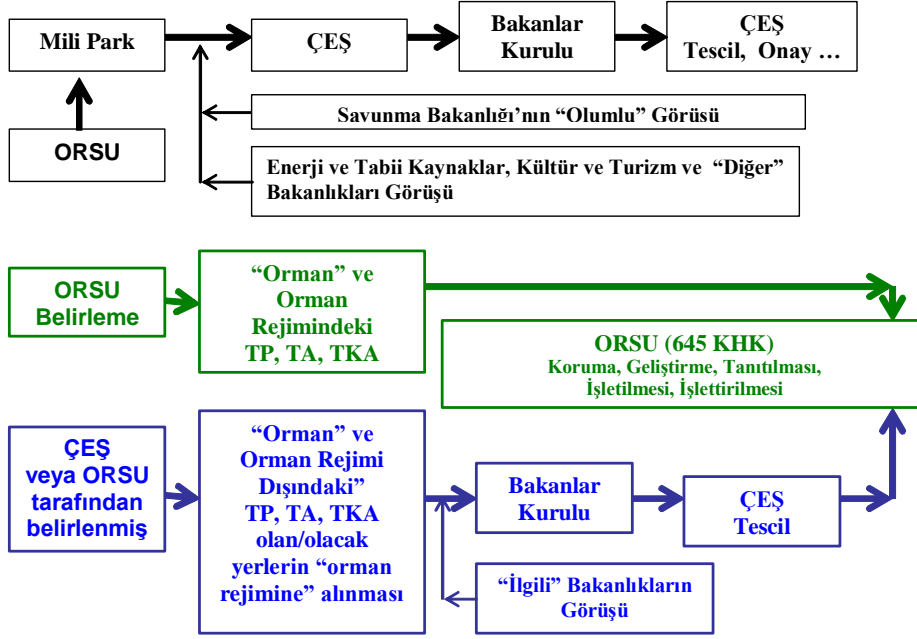 Mili Park
ÇEŞ
Bakanlar
Kurulu
ÇEŞ
Tescil, Onay …
ORSU
Savunma Bakanlığı’nın “Olumlu” Görüsü
Enerji ve Tabii Kaynaklar, Kültür ve Turizm ve “Diğer”
Bakanlıkları Görüşü
ORSU
Belirleme
“Orman” ve
Orman
Rejimindeki
TP, TA, TKA
ORSU (645 KHK)
Koruma, Geliştirme, Tanıtılması,
İşletilmesi, İşlettirilmesi
ÇEŞ
veya ORSU
tarafından
belirlenmiş
“Orman” ve
Orman Rejimi
Dışındaki”
TP, TA, TKA
olan/olacak
yerlerin “orman
rejimine” alınması
Bakanlar
Kurulu
ÇEŞ
Tescil
“İlgili” Bakanlıkların
Görüşü